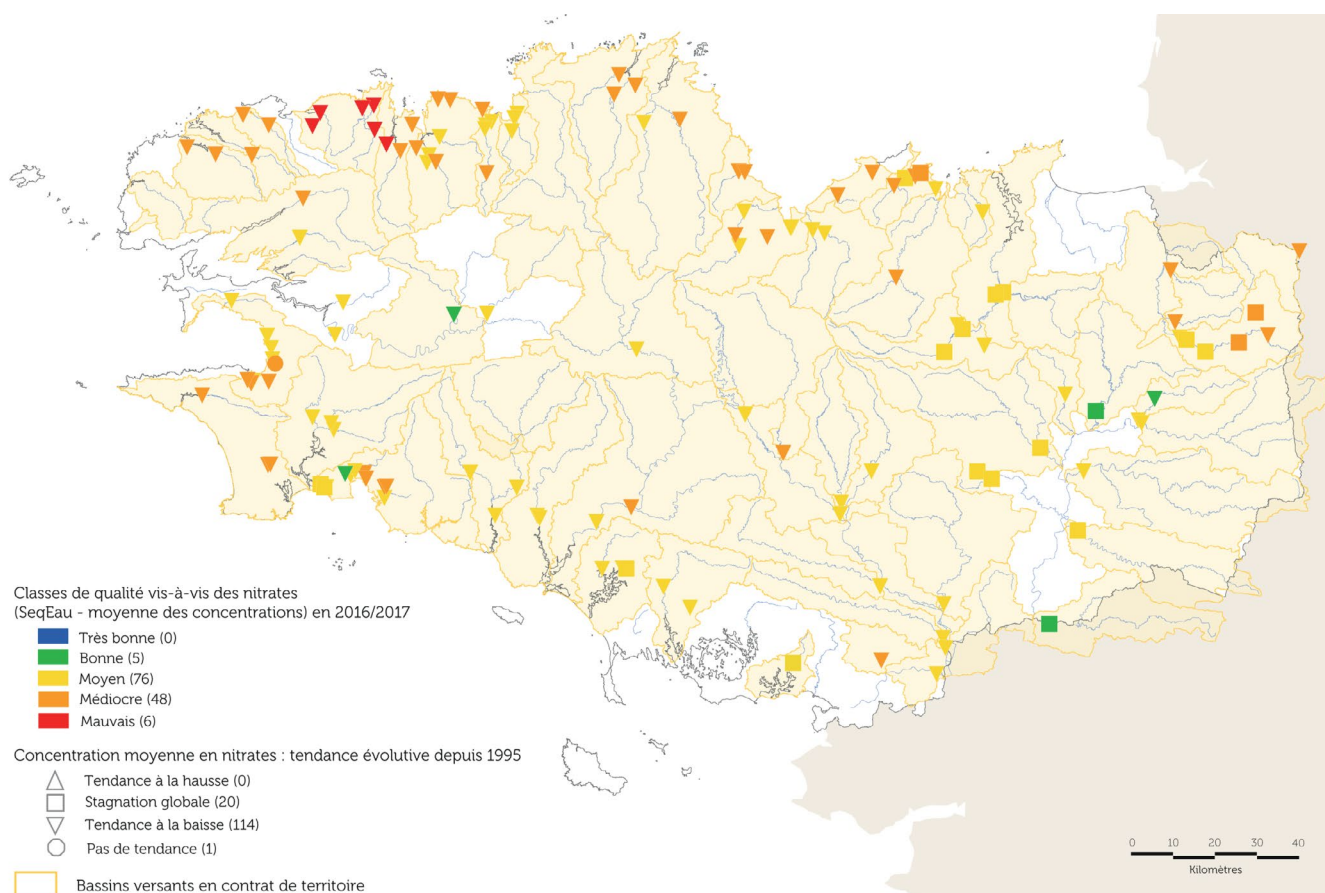 Classes de qualité vis-à-vis des nitrates
(SeqEau - moyenne des concentrations) en 2016/2017
Très bonne (0)
Bonne (5)
Moyen (76)
Médiocre (48)
Mauvais (6)
Concentration moyenne en nitrates : tendance évolutive depuis 1995
Tendance à la hausse (0)
Stagnation globale (20)
Tendance à la baisse (114)
Pas de tendance (1)
Bassins versants en contrat de territoire
0 10 20 30 40
Kilomètres